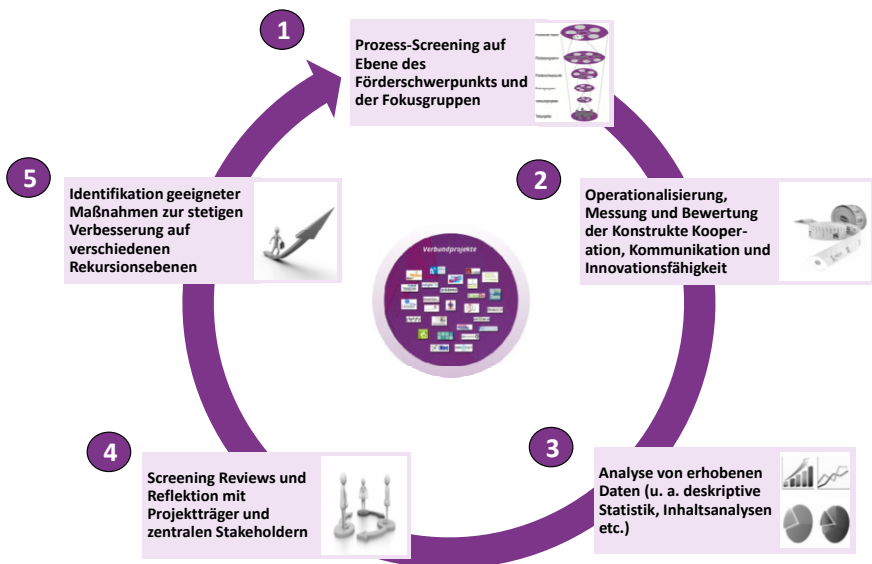 1
Prozess-Screening auf
Ebene des
Förderschwerpunkts und
der Fokusgruppen
2
Operationalisierung,
Messung und Bewertung
der Konstrukte Kooper-
ation, Kommunikation und
Innovationsfähigkeit
3
Analyse von erhobenen
Daten (u. a. deskriptive
Statistik, Inhaltsanalysen
etc.)
4
Screening Reviews und
Reflektion mit
Projektträger und
zentralen Stakeholdern
5
Identifikation geeigneter
Maßnahmen zur stetigen
Verbesserung auf
verschiedenen
Rekursionsebenen
Verbundprojekte